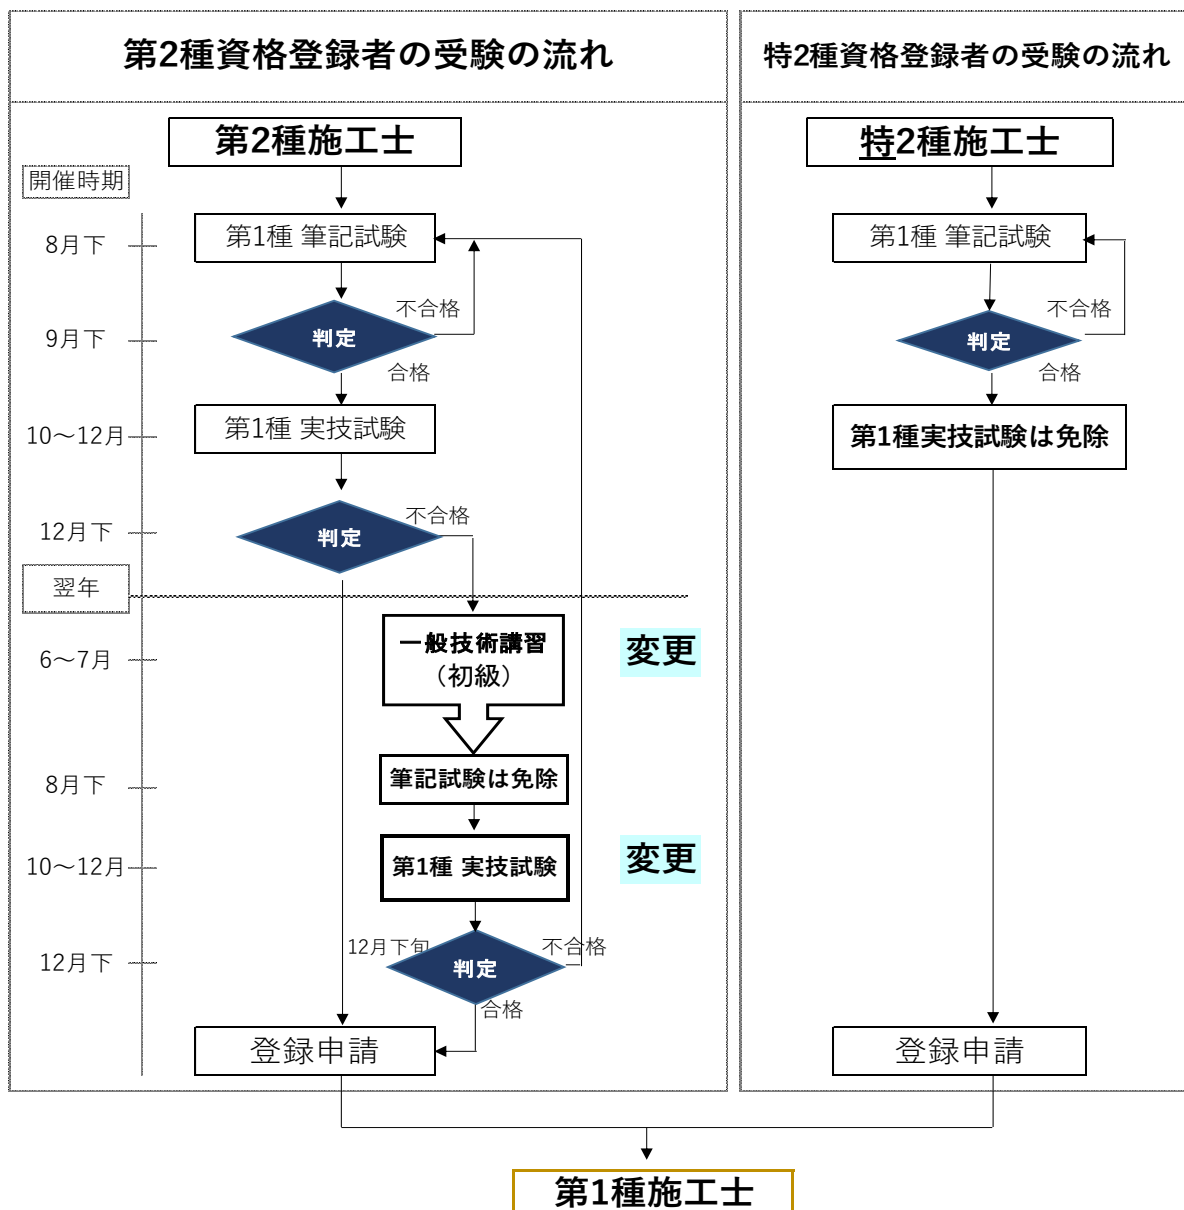 第2種資格登録者の受験の流れ
第2種施工士
開催時期
8月下
第1種 筆記試験
不合格
9月下
判定
合格
10～12月
第1種 実技試験
不合格
12月下
判定
翌年
6～7月
一般技術講習
（初級）
変更
8月下
筆記試験は免除
10～12月
第1種 実技試験
変更
12月下旬
不合格
12月下
判定
合格
登録申請
特2種資格登録者の受験の流れ
特2種施工士
第1種 筆記試験
不合格
判定
合格
第1種実技試験は免除
登録申請
第1種施工士